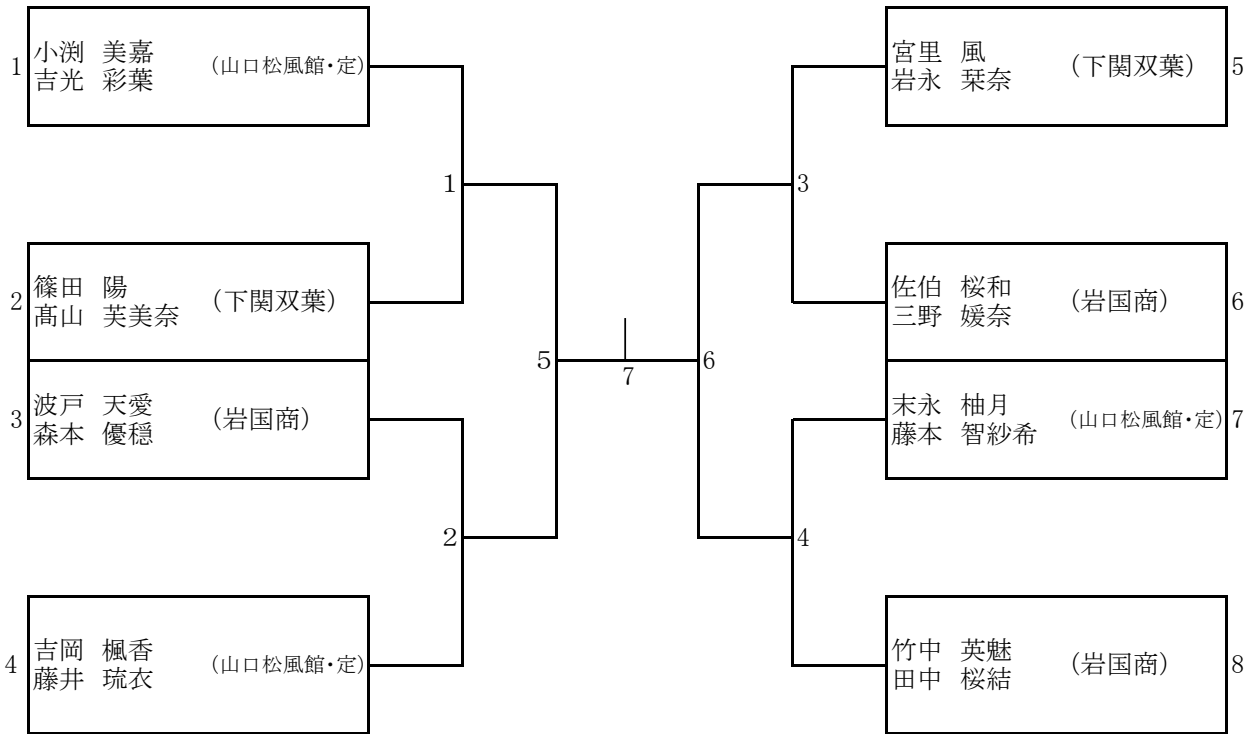 1 小渕 美嘉 (山口松風館・定)
吉光 彩葉
1
2 篠田 陽 (下関双葉)
髙山 芙美奈
3 波戸 天愛 (岩国商)
森本 優穏
2
4 吉岡 楓香 (山口松風館・定)
藤井 琉衣
5
7
6
宮里 風 (下関双葉) 5
岩永 栞奈
3
佐伯 桜和 (岩国商) 6
三野 媛奈
末永 柚月 (山口松風館・定) 7
藤本 智紗希
4
竹中 英魅 (岩国商) 8
田中 桜結